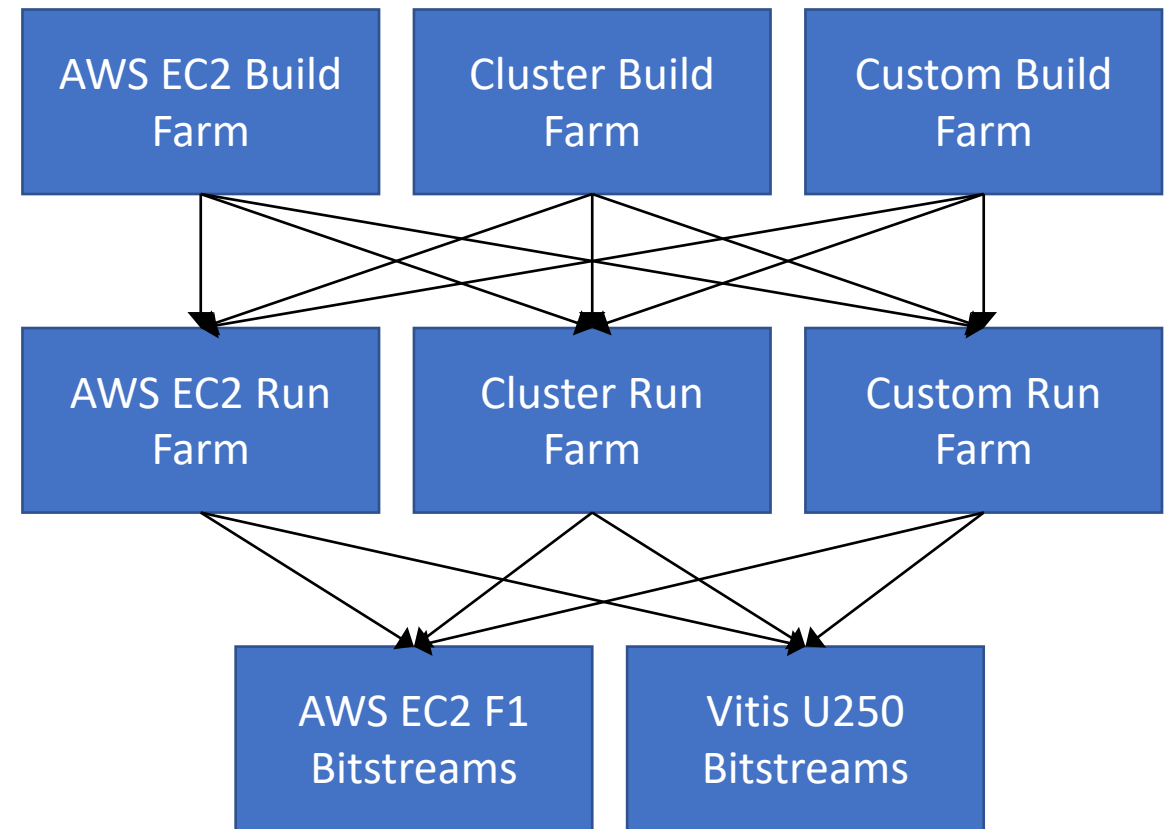 AWS EC2 Build
Farm
Cluster Build
Farm
Custom Build
Farm
AWS EC2 Run
Farm
Cluster Run
Farm
Custom Run
Farm
AWS EC2 F1
Bitstreams
Vitis U250
Bitstreams